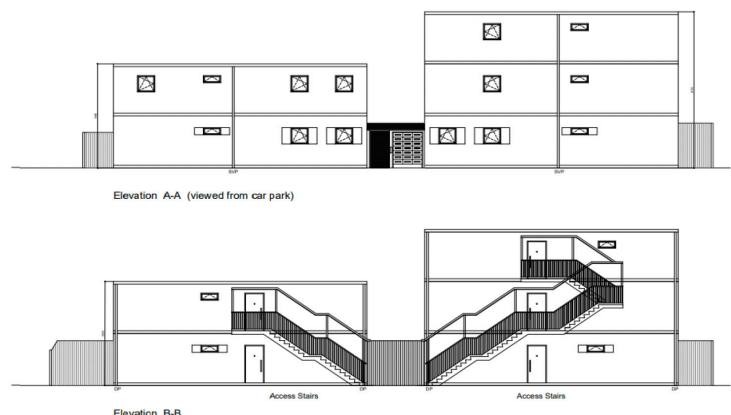 SVP
SVP
Elevation A-A (viewed from car park)
DP
DP
DP
DP
Access Stairs
Access Stairs
Elevation B-B